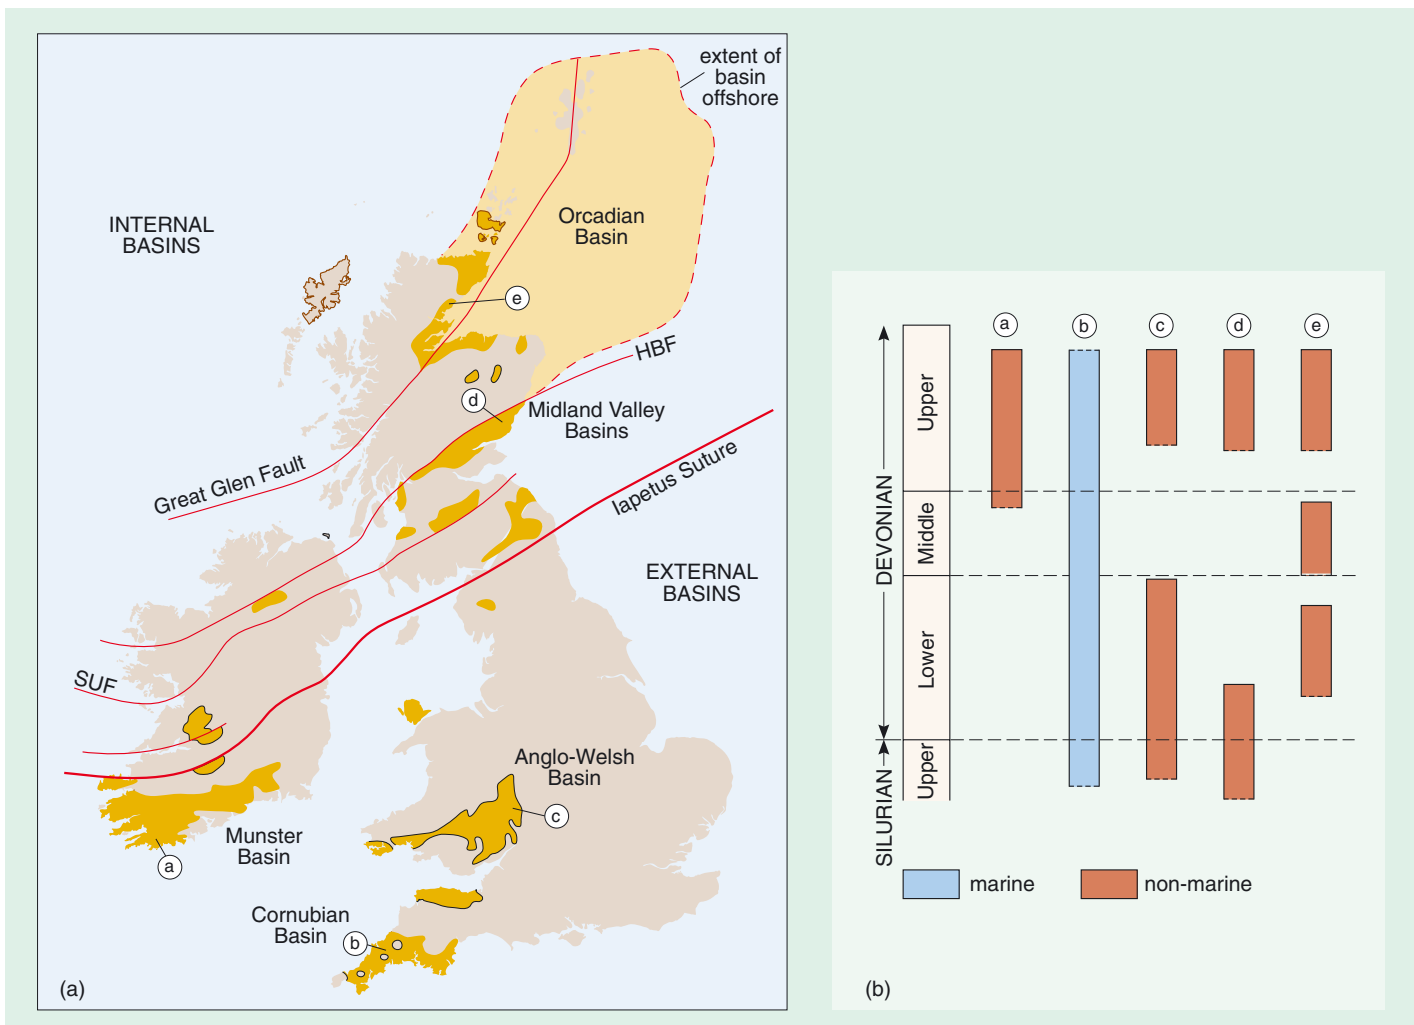 extent of
basin
offshore
INTERNAL
BASINS
Orcadian
Basin
e
HBF
d
Midland Valley
Basins
Great Glen Fault
Iapetus Suture
EXTERNAL
BASINS
SUF
Anglo-Welsh
Basin
c
Munster
Basin
a
Cornubian
Basin
b
(a)
a
b
c
d
e
Upper
Middle
Lower
Upper
DEVONIAN
SILURIAN
marine
non-marine
(b)